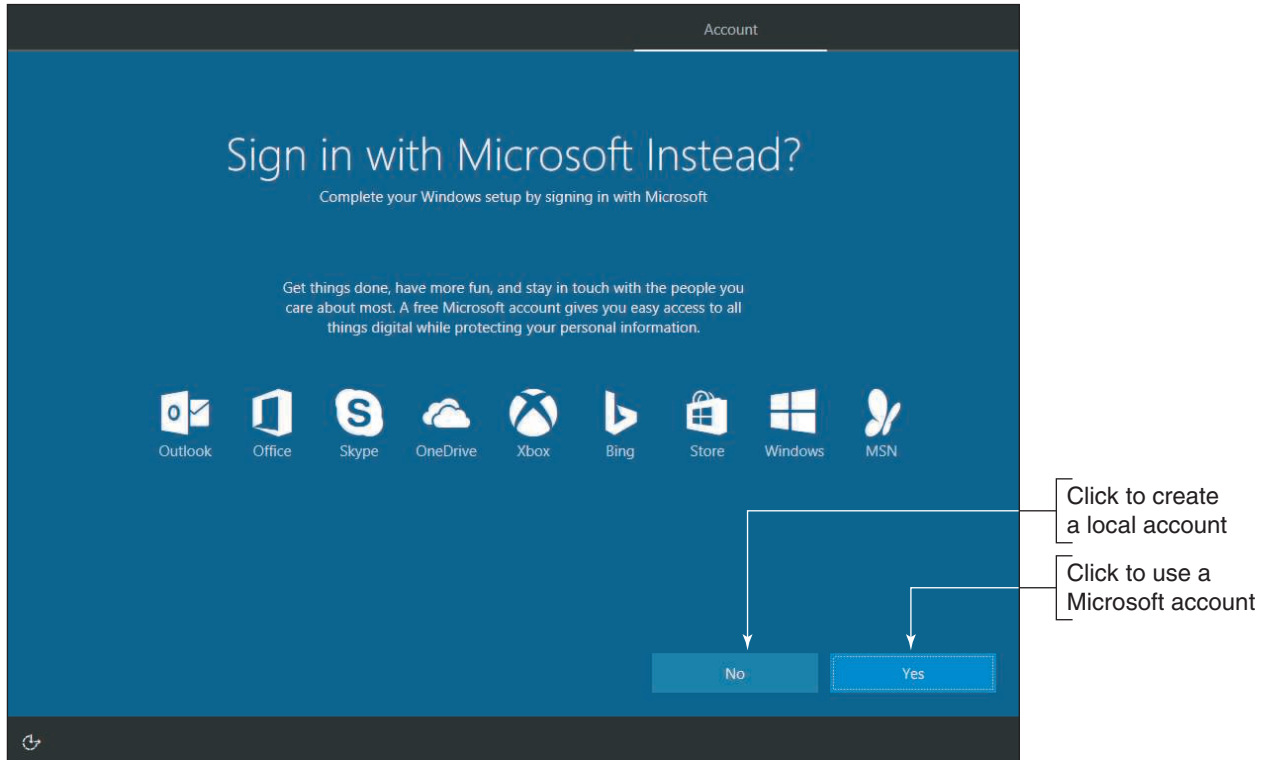 Account
Sign in with Microsoft Instead?
Complete your Windows setup by signing in with Microsoft
Get things done, have more fun, and stay in touch with the people you
care about most. A free Microsoft account gives you easy access to all
things digital while protecting your personal information.
Outlook Office Skype OneDrive Xbox Bing Store Windows MSN
Click to create
a local account
Click to use a
Microsoft account
No Yes